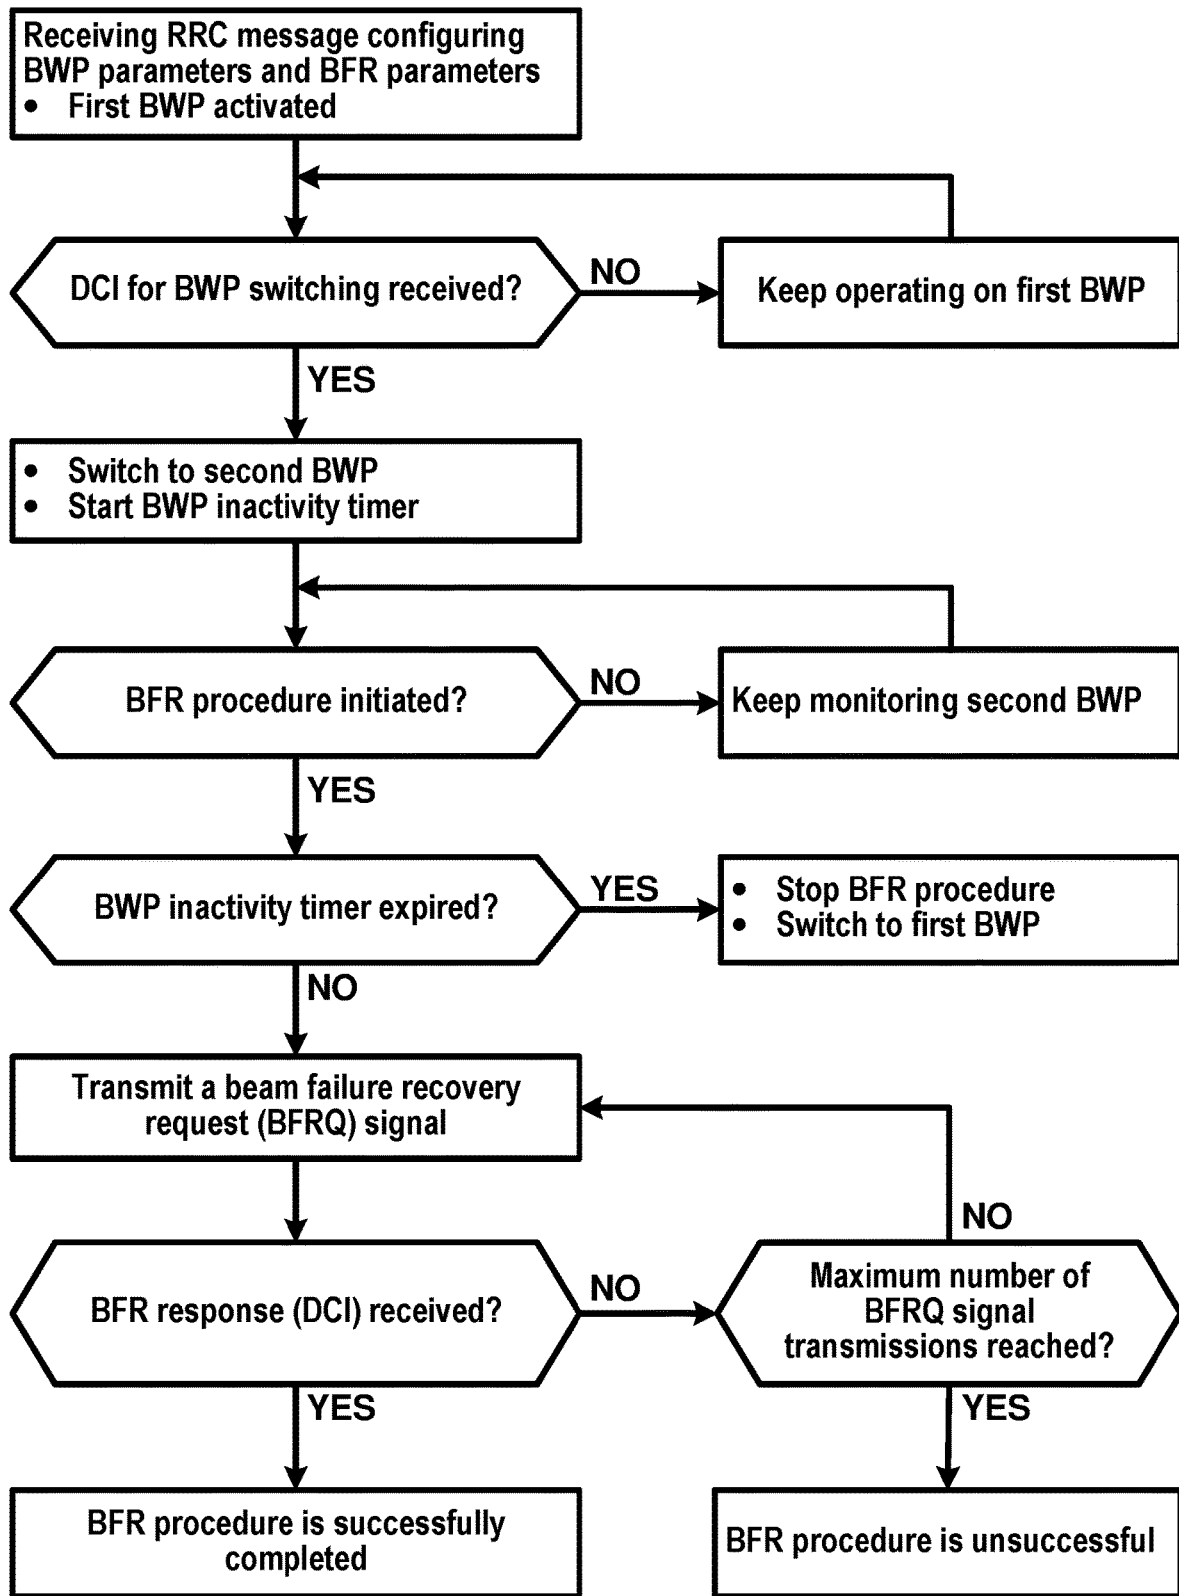 Receiving RRC message configuring
BWP parameters and BFR parameters
• First BWP activated
DCI for BWP switching received?
NO
Keep operating on first BWP
YES
• Switch to second BWP
• Start BWP inactivity timer
BFR procedure initiated?
NO
Keep monitoring second BWP
YES
BWP inactivity timer expired?
YES
• Stop BFR procedure
• Switch to first BWP
NO
Transmit a beam failure recovery
request (BFRQ) signal
BFR response (DCI) received?
NO
Maximum number of
BFRQ signal
transmissions reached?
NO
YES
YES
BFR procedure is successfully
completed
BFR procedure is unsuccessful